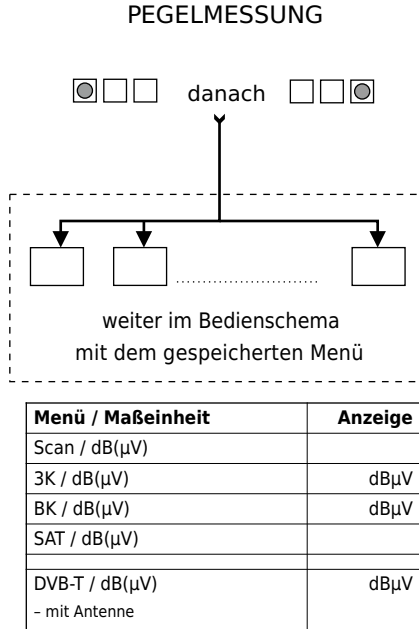 PEGELMESSUNG
danach
weiter im Bedienschema
mit dem gespeicherten Menü
Menü / Maßeinheit Anzeige
Scan / dB(µV)
3K / dB(µV) dBµV
BK / dB(µV) dBµV
SAT / dB(µV)
DVB-T / dB(µV) dBµV
– mit Antenne